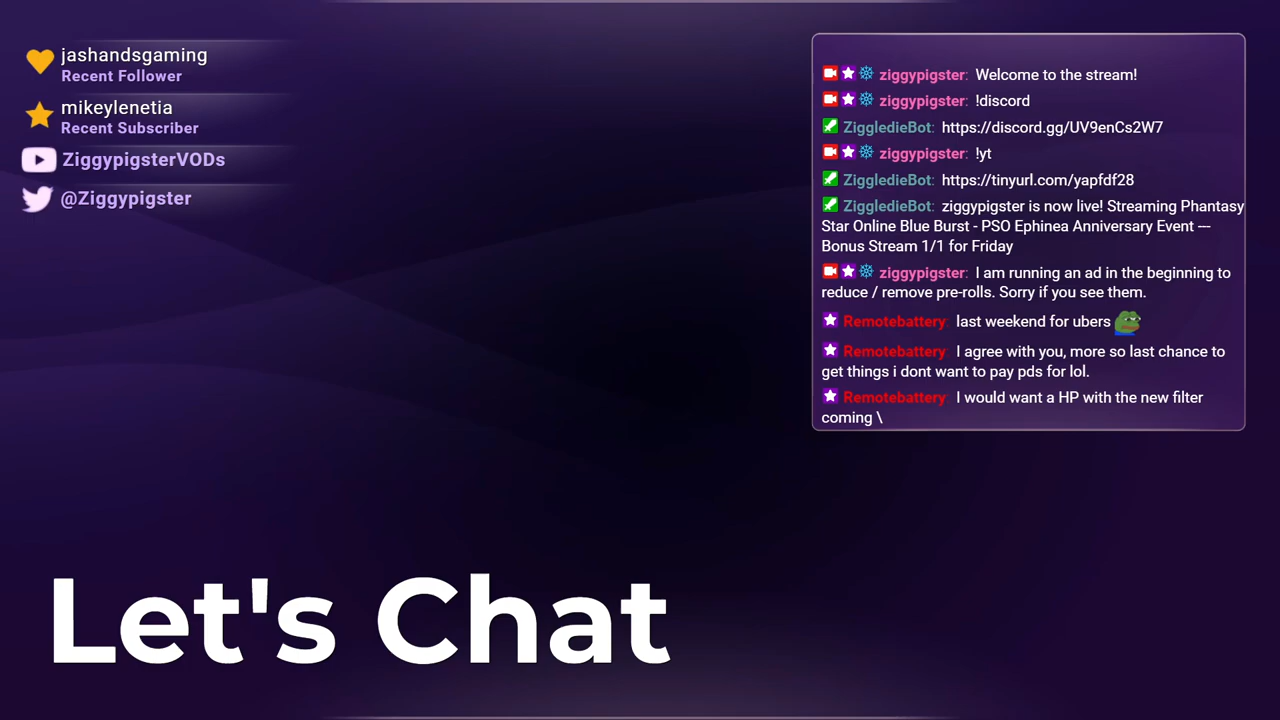 jashandsgaming
Recent Follower
mikeylenetia
Recent Subscriber
ZiggypigsterVODs
@Ziggypigster
ziggypigster: Welcome to the stream!
ziggypigster: !discord
ZiggledieBot: https://discord.gg/UV9enCs2W7
ziggypigster: !yt
ZiggledieBot: https://tinyurl.com/yapfdf28
ZiggledieBot: ziggypigster is now live! Streaming Phantasy
Star Online Blue Burst - PSO Ephinea Anniversary Event ---
Bonus Stream 1/1 for Friday
ziggypigster: I am running an ad in the beginning to
reduce / remove pre-rolls. Sorry if you see them.
Remotebattery: last weekend for ubers
Remotebattery: I agree with you, more so last chance to
get things i dont want to pay pds for lol.
Remotebattery: I would want a HP with the new filter
coming \
Let's Chat